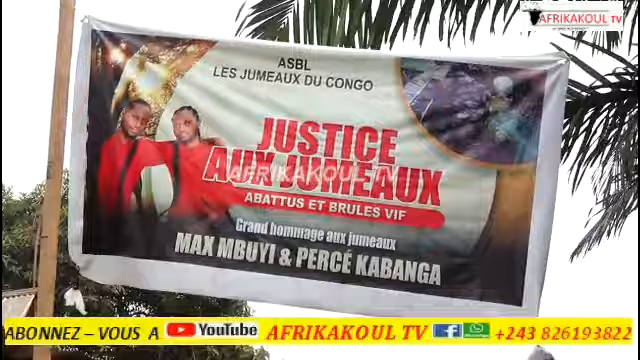 AFRIKAKOUL TV
ASBL
LES JUMEAUX DU CONGO
JUSTICE
AUX JUMEAUX
AFRIKAKOUL TV
ABATTUS ET BRULES VIF
Grand hommage aux jumeaux
MAX MBUYI & PERCÉ KABANGA
ABONNEZ – VOUS A YouTube AFRIKAKOUL TV +243 826193822